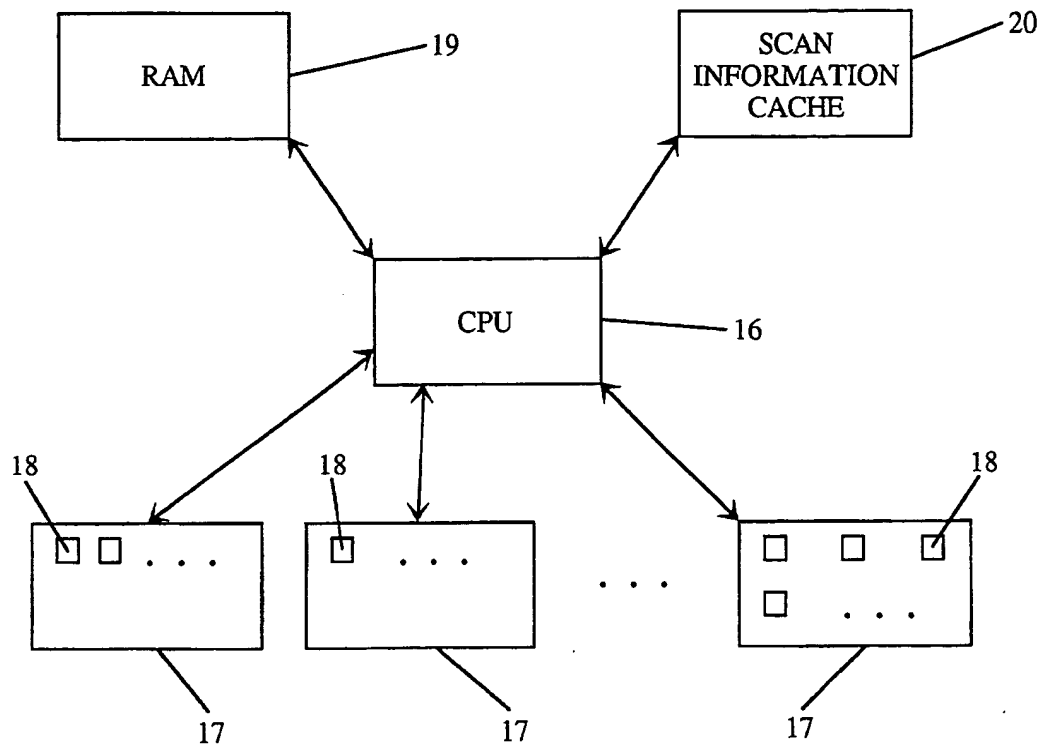 RAM
19
SCAN
INFORMATION
CACHE
20
CPU
16
18
18
18
. . .
. . .
. . .
. . .
17
17
17